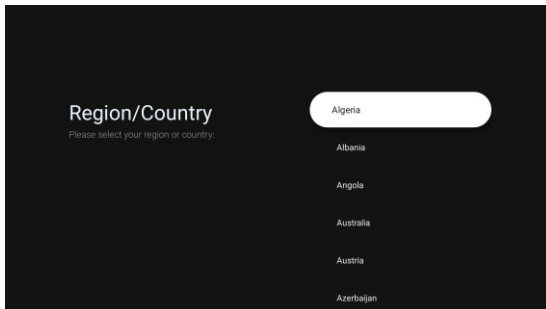 Region/Country
Please select your region or country:
Algeria
Albania
Angola
Australia
Austria
Azerbaijan